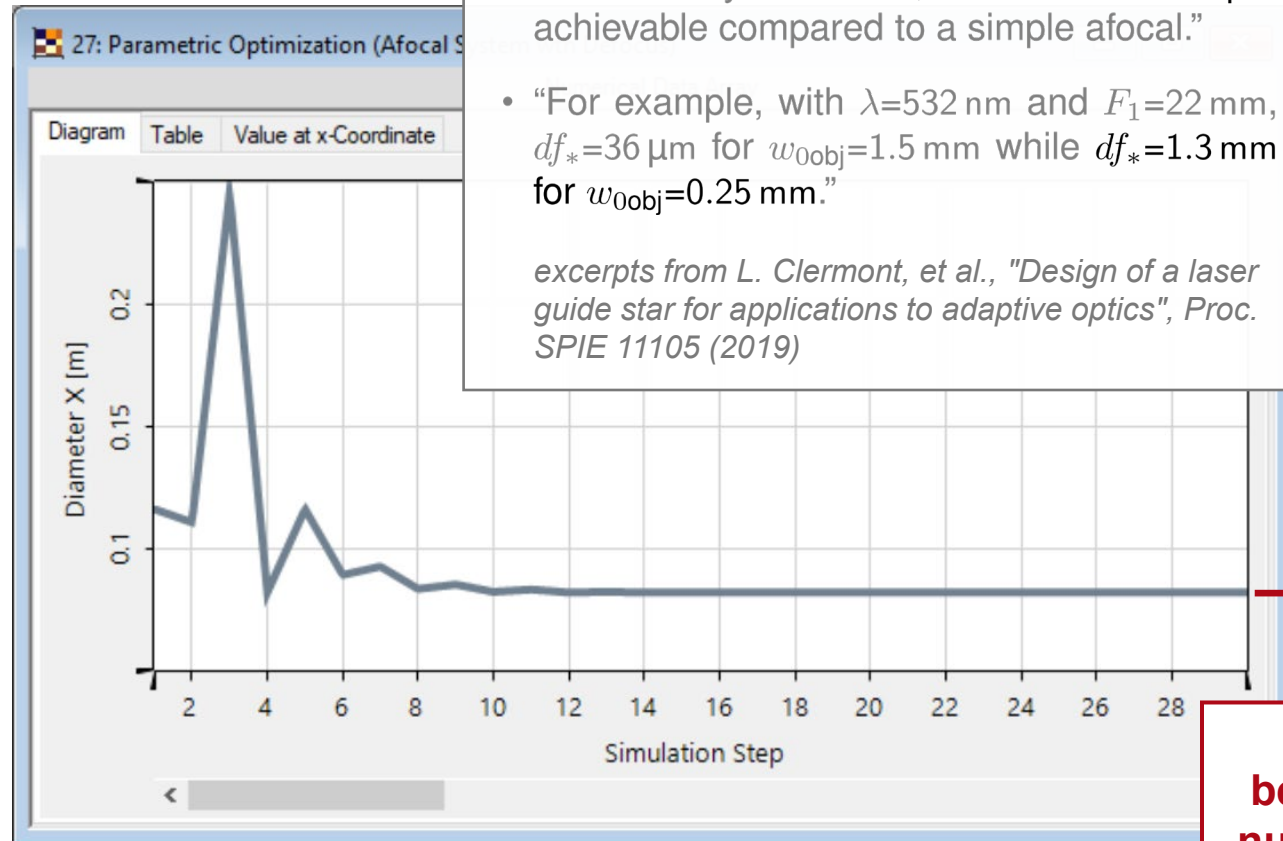 27: Parametric Optimization (Afocal S
achievable compared to a simple afocal.”
• “For example, with λ=532 nm and F₁=22 mm,
df∗=36 µm for w₀obj=1.5 mm while df∗=1.3 mm
for w₀obj=0.25 mm.”
excerpts from L. Clermont, et al., "Design of a laser
guide star for applications to adaptive optics", Proc.
SPIE 11105 (2019)
Diagram Table Value at x-Coordinate
Diameter X [m]
0.2
0.15
0.1
2 4 6 8 10 12 14 16 18 20 22 24 26 28
Simulation Step